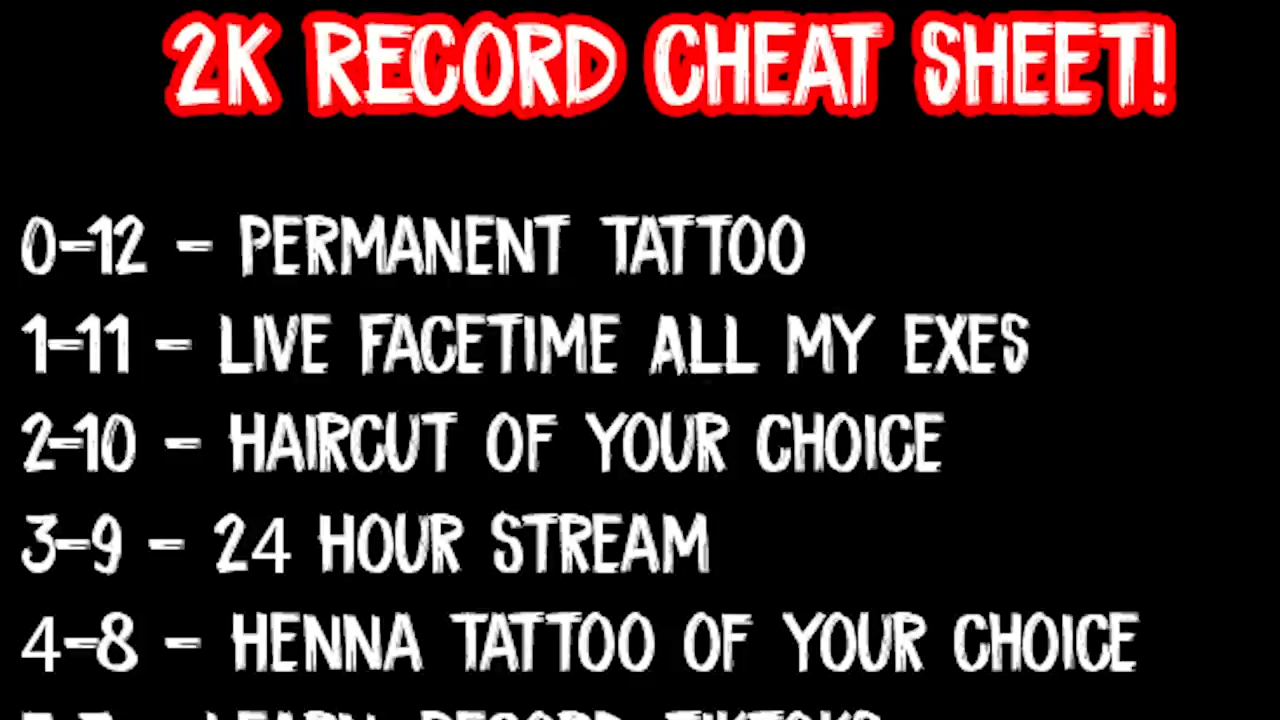 2K RECORD CHEAT SHEET!
0-12 - PERMANENT TATTOO
1-11 - LIVE FACETIME ALL MY EXES
2-10 - HAIRCUT OF YOUR CHOICE
3-9 - 24 HOUR STREAM
4-8 - HENNA TATTOO OF YOUR CHOICE